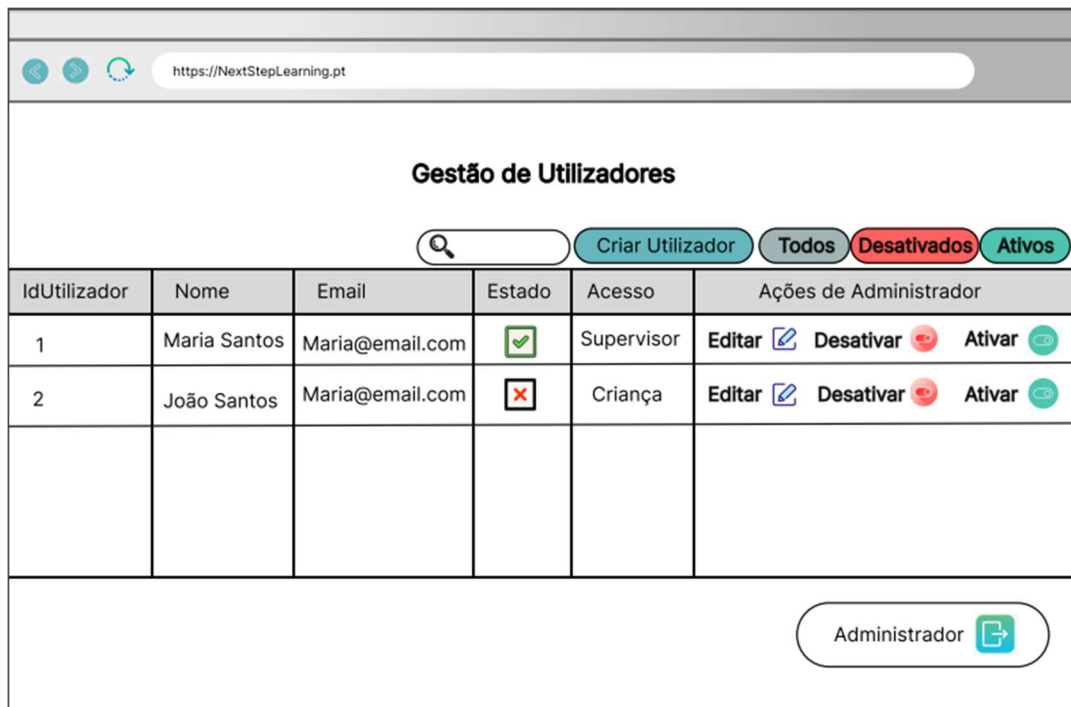 https://NextStepLearning.pt
Gestão de Utilizadores
Criar Utilizador Todos Desativados Ativos
IdUtilizador Nome Email Estado Acesso Ações de Administrador
1 Maria Santos Maria@email.com Supervisor Editar Desativar Ativar
2 João Santos Maria@email.com Criança Editar Desativar Ativar
Administrador